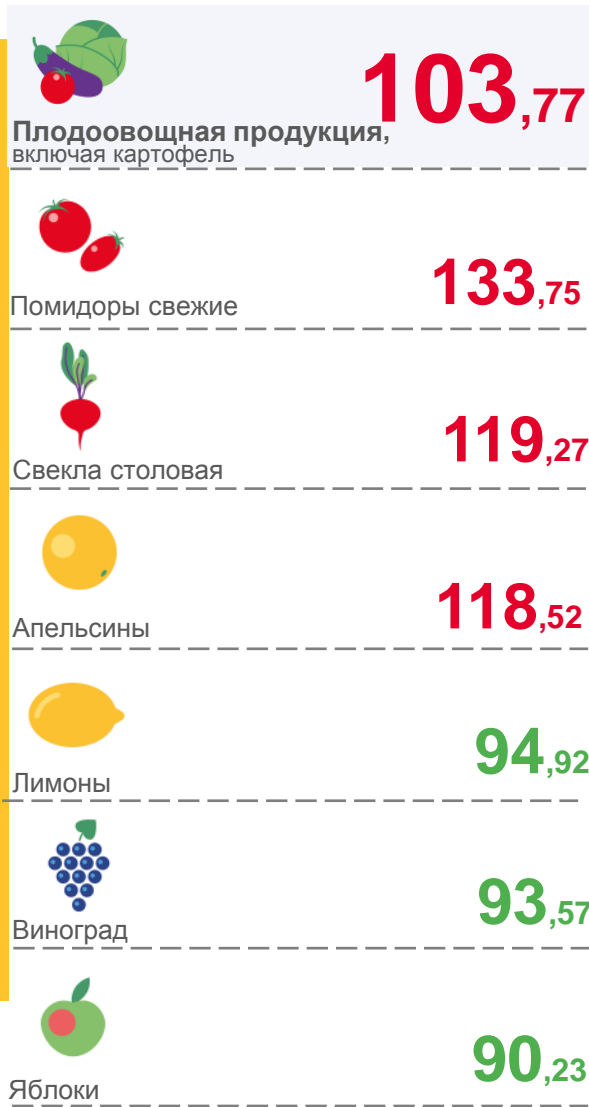 103,77
Плодоовощная продукция,
включая картофель
133,75
Помидоры свежие
119,27
Свекла столовая
118,52
Апельсины
94,92
Лимоны
93,57
Виноград
90,23
Яблоки